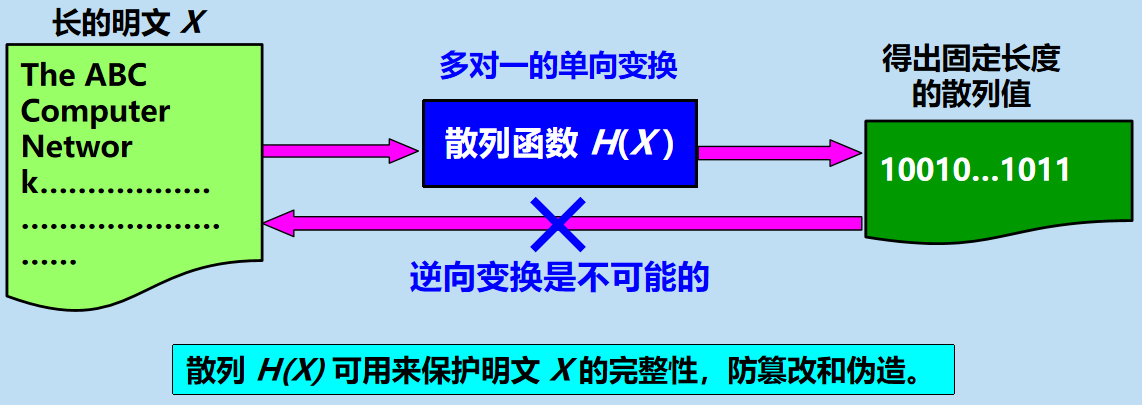 长的明文 X
The ABC
Computer
Networ
k..................
.....................
......
多对一的单向变换
散列函数 H(X)
得出固定长度
的散列值
10010...1011
逆向变换是不可能的
散列 H(X) 可用来保护明文 X 的完整性，防篡改和伪造。